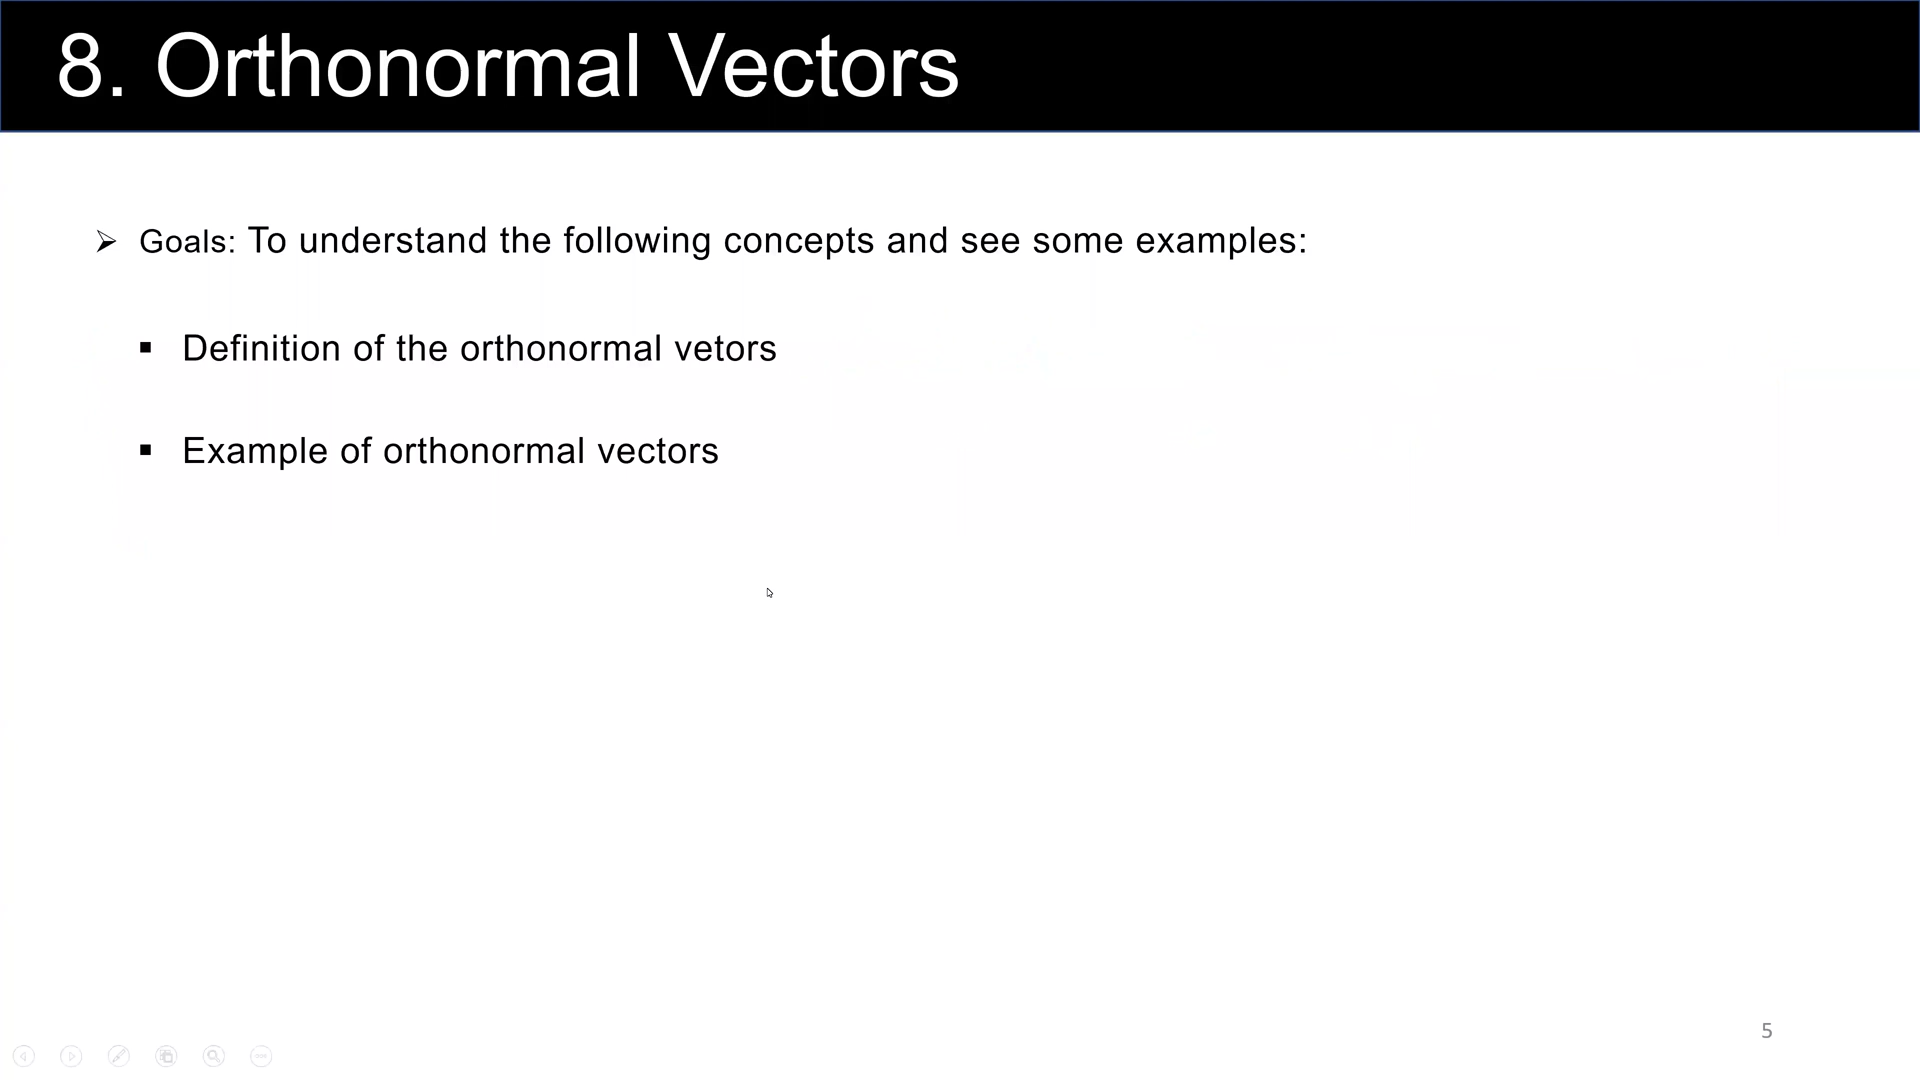 8. Orthonormal Vectors
Goals: To understand the following concepts and see some examples:
Definition of the orthonormal vetors
Example of orthonormal vectors
5